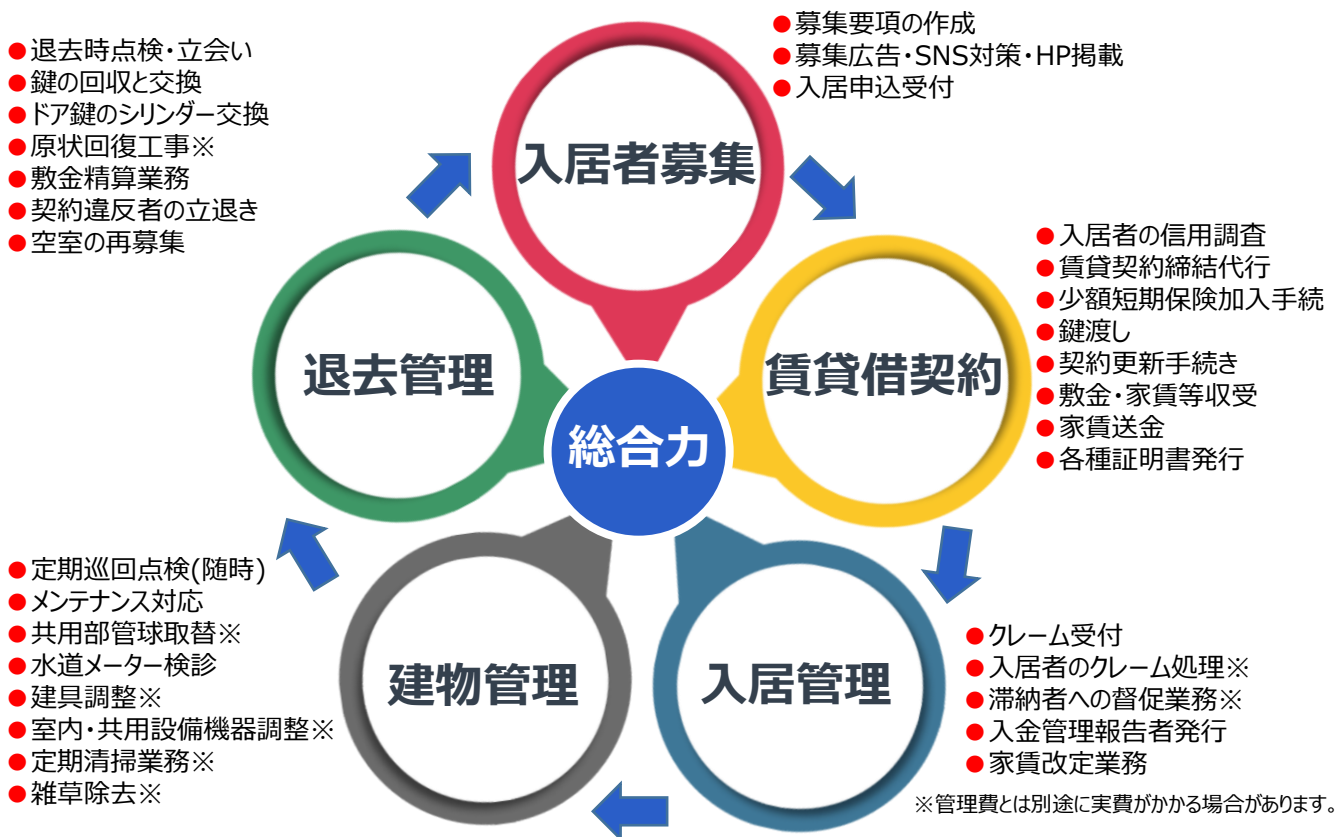 入居者募集
●募集要項の作成
●募集広告・SNS対策・HP掲載
●入居申込受付
賃貸借契約
●入居者の信用調査
●賃貸契約締結代行
●少額短期保険加入手続
●鍵渡し
●契約更新手続き
●敷金・家賃等収受
●家賃送金
●各種証明書発行
入居管理
●クレーム受付
●入居者のクレーム処理※
●滞納者への督促業務※
●入金管理報告者発行
●家賃改定業務
※管理費とは別途に実費がかかる場合があります。
建物管理
●定期巡回点検(随時)
●メンテナンス対応
●共用部管球取替※
●水道メーター検診
●建具調整※
●室内・共用設備機器調整※
●定期清掃業務※
●雑草除去※
退去管理
●退去時点検・立会い
●鍵の回収と交換
●ドア鍵のシリンダー交換
●原状回復工事※
●敷金精算業務
●契約違反者の立退き
●空室の再募集
総合力